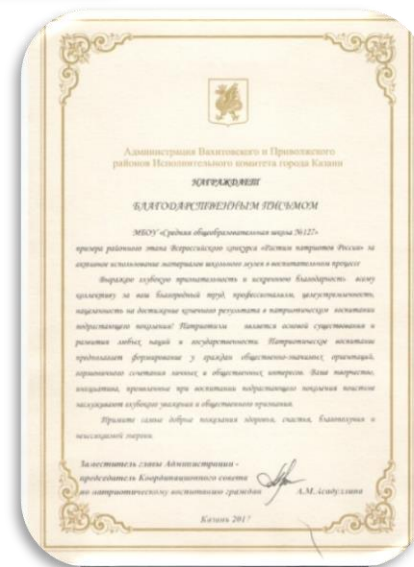 Администрация Вахитовского и Приволжского
районов Исполнительного комитета города Казани
НАГРАЖДАЕТ
БЛАГОДАРСТВЕННЫМ ПИСЬМОМ
МБОУ «Средняя общеобразовательная школа №127»
призера районного этапа Всероссийского конкурса «Растим патриотов России» за
активное использование материалов школьного музея в воспитательном процессе
Выражаю глубокую признательность и искреннюю благодарность всему
коллективу за ваш благородный труд, профессионализм, целеустремленность,
нацеленность на достижение конечного результата в патриотическом воспитании
подрастающего поколения! Патриотизм является основой существования и
развития любых наций и государственности. Патриотическое воспитание
предполагает формирование у граждан общественно-значимых ориентаций,
гармоничного сочетания личных и общественных интересов. Ваше творчество,
инициатива, проявленные при воспитании подрастающего поколения поистине
заслуживают глубокого уважения и общественного признания.
Примите самые добрые пожелания здоровья, счастья, благополучия и
неиссякаемой энергии.
Заместитель главы Администрации -
председатель Координационного совета
по патриотическому воспитанию граждан А.М.Асадуллина
Казань 2017